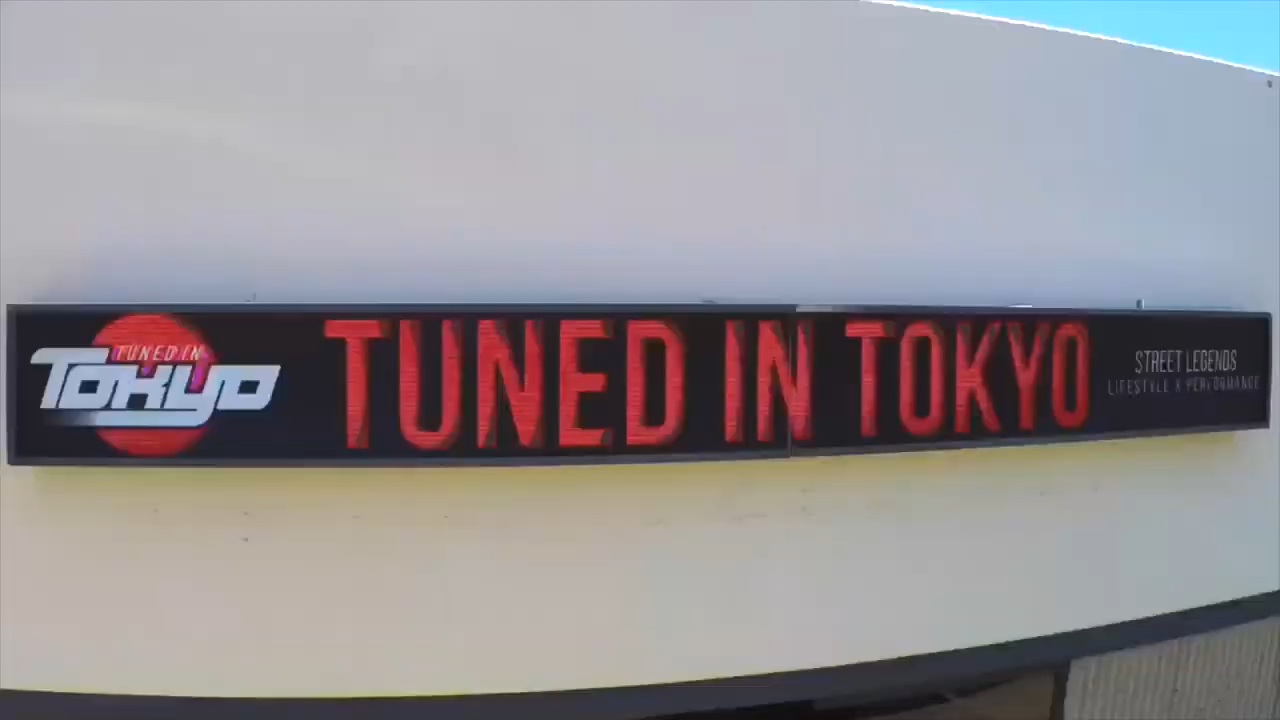 TUNED IN
TOKYO
TUNED IN TOKYO
STREET LEGENDS
LIFESTYLE X PERFORMANCE